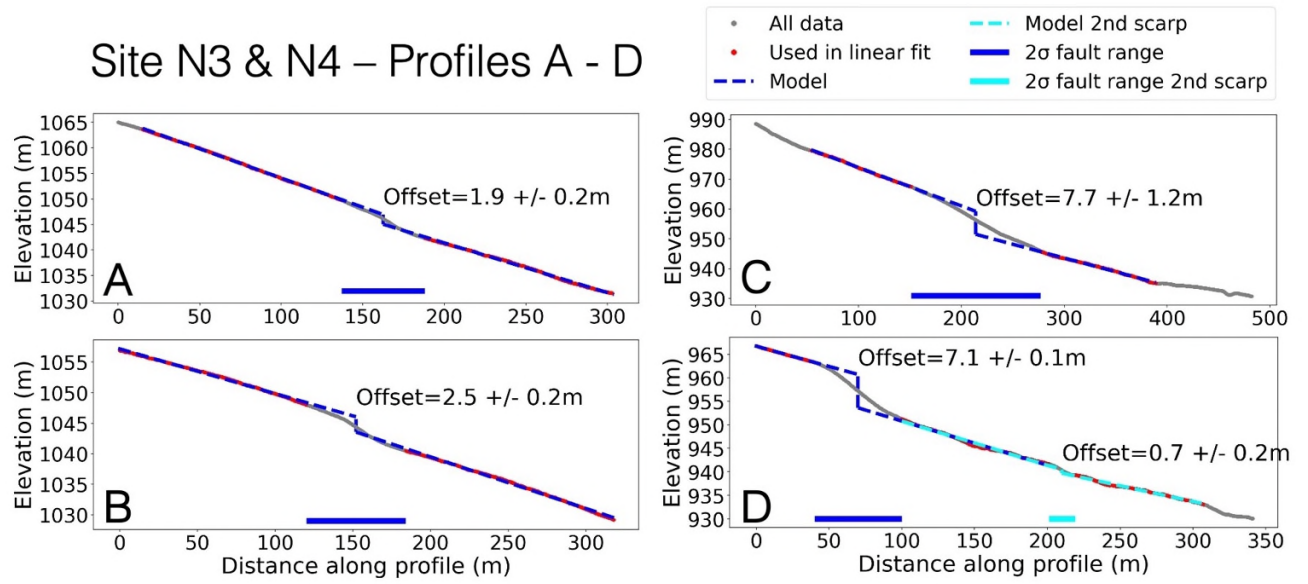 Site N3 & N4 – Profiles A - D
All data
Used in linear fit
Model
Model 2nd scarp
2σ fault range
2σ fault range 2nd scarp
Elevation (m)
1065
1060
1055
1050
1045
1040
1035
1030
Offset=1.9 +/- 0.2m
A
0
50
100
150
200
250
300
Elevation (m)
990
980
970
960
950
940
930
Offset=7.7 +/- 1.2m
C
0
100
200
300
400
500
Elevation (m)
1055
1050
1045
1040
1035
1030
Offset=2.5 +/- 0.2m
B
0
50
100
150
200
250
300
Distance along profile (m)
Elevation (m)
965
960
955
950
945
940
935
930
Offset=7.1 +/- 0.1m
Offset=0.7 +/- 0.2m
D
0
50
100
150
200
250
300
350
Distance along profile (m)